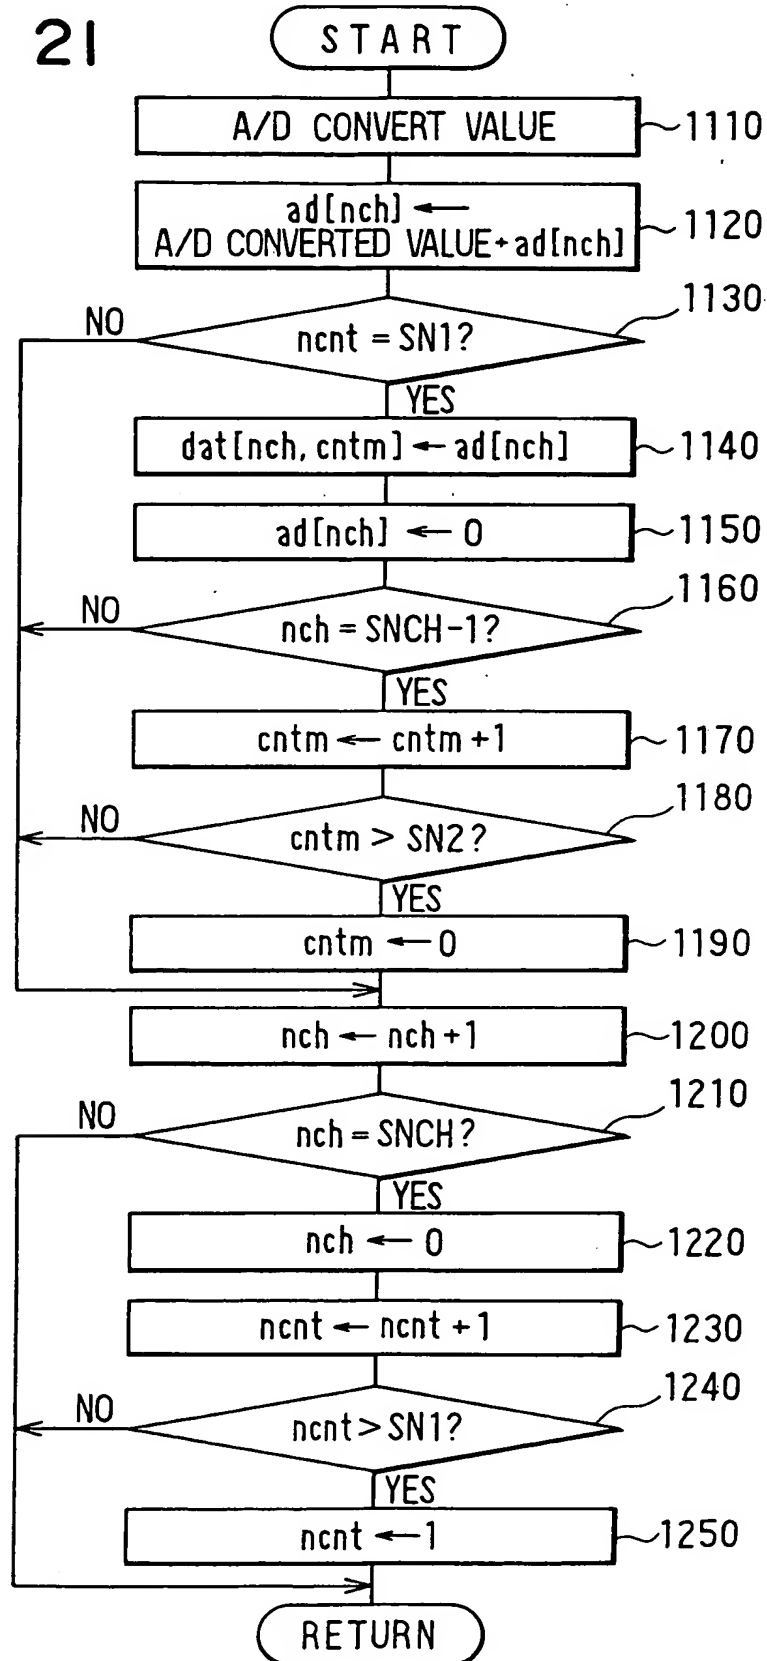 21
START
A/D CONVERT VALUE
1110
ad[nch] ←
A/D CONVERTED VALUE+ad[nch]
1120
ncnt = SN1?
1130
NO
YES
dat[nch, cntm] ← ad[nch]
1140
ad[nch] ← 0
1150
nch = SNCH-1?
1160
NO
YES
cntm ← cntm+1
1170
cntm > SN2?
1180
NO
YES
cntm ← 0
1190
nch ← nch+1
1200
nch = SNCH?
1210
NO
YES
nch ← 0
1220
ncnt ← ncnt+1
1230
ncnt > SN1?
1240
NO
YES
ncnt ← 1
1250
RETURN